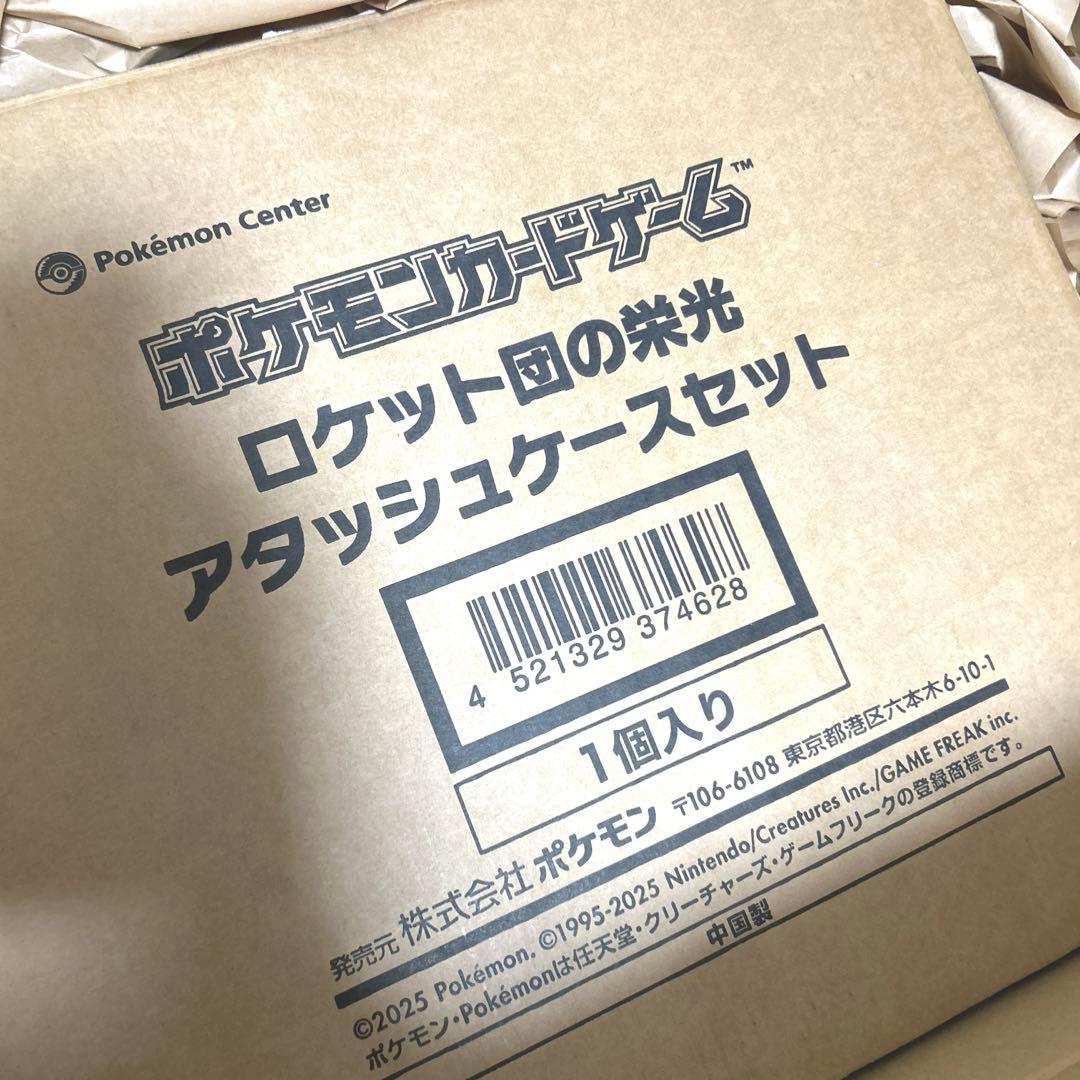 Pokémon Center
ポケモンカードゲーム™
ロケット団の栄光
アタッシュケースセット
4 521329 374628
1個入り
発売元 株式会社 ポケモン 〒106-6108 東京都港区六本木6-10-1
©2025 Pokémon. ©1995-2025 Nintendo/Creatures Inc./GAME FREAK inc.
ポケモン・Pokémonは任天堂・クリーチャーズ・ゲームフリークの登録商標です。
中国製